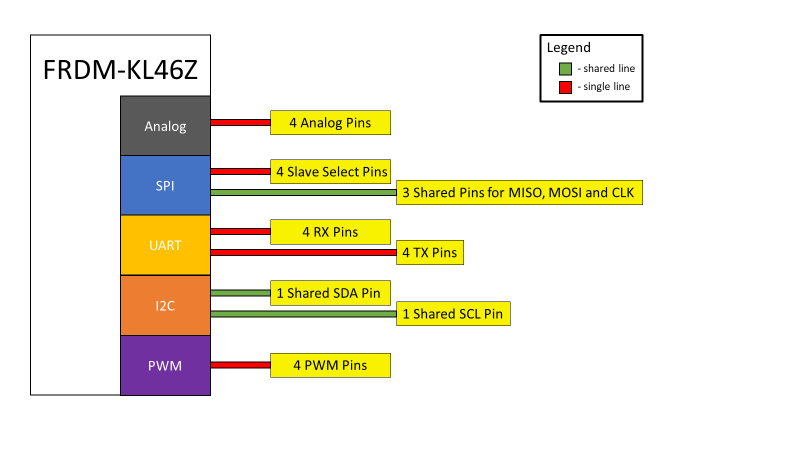 FRDM-KL46Z
Legend
- shared line
- single line
Analog
4 Analog Pins
SPI
4 Slave Select Pins
3 Shared Pins for MISO, MOSI and CLK
UART
4 RX Pins
4 TX Pins
I2C
1 Shared SDA Pin
1 Shared SCL Pin
PWM
4 PWM Pins